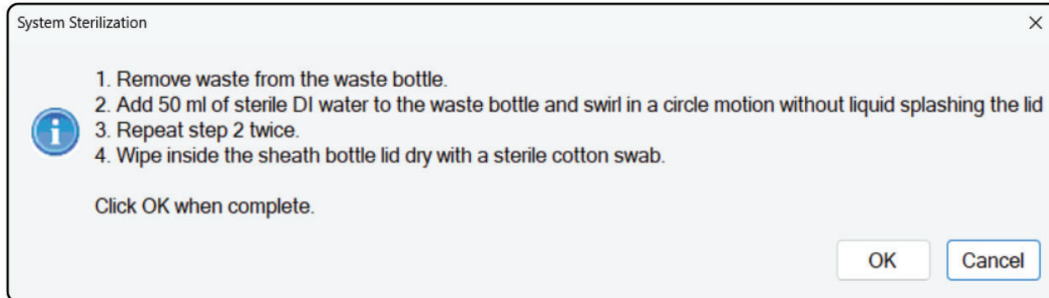 System Sterilization
1. Remove waste from the waste bottle.
2. Add 50 ml of sterile DI water to the waste bottle and swirl in a circle motion without liquid splashing the lid
3. Repeat step 2 twice.
4. Wipe inside the sheath bottle lid dry with a sterile cotton swab.
Click OK when complete.
OK Cancel